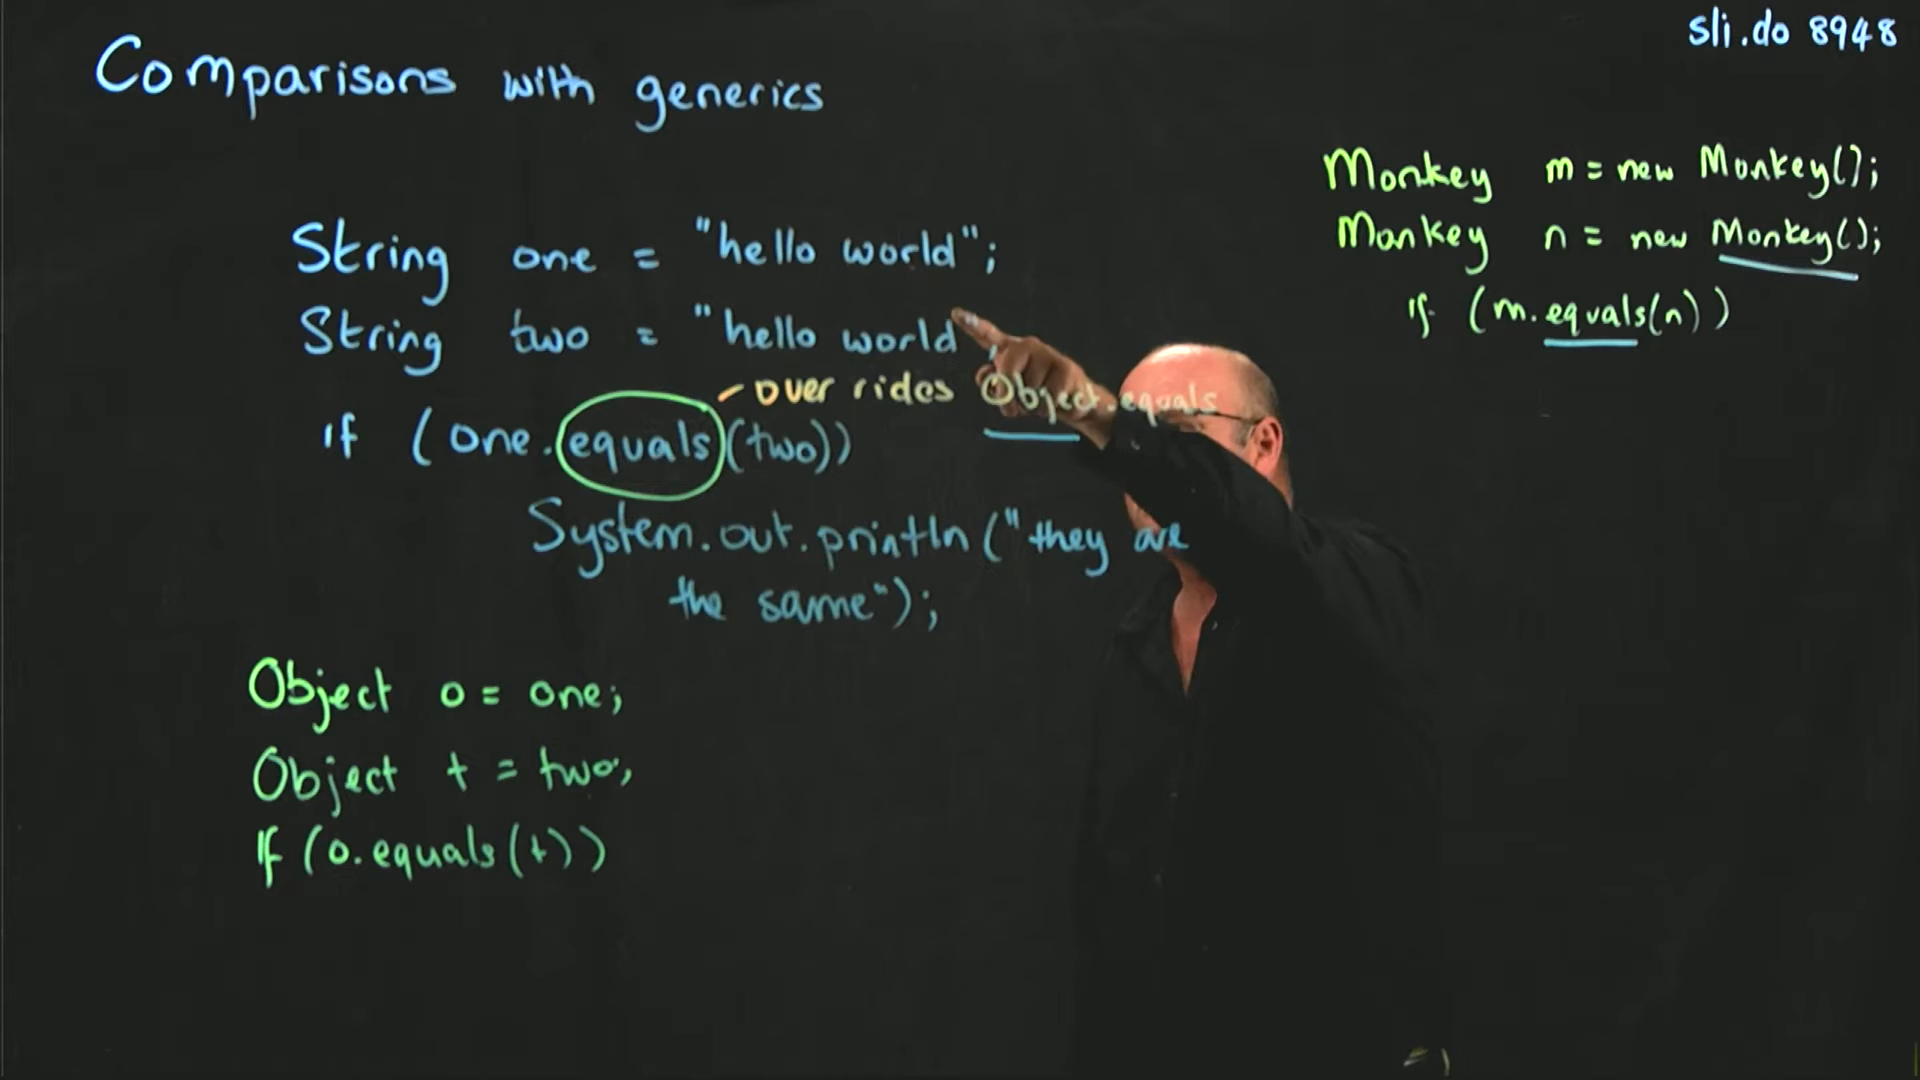 Comparisons with generics
String one = "hello world";
String two = "hello world";
over rides Object.equals
if (one.equals(two))
System.out.println("they are
the same");
Object o = one;
Object t = two;
If (o.equals(t))
sli.do 8948
Monkey m = new Monkey();
Monkey n = new Monkey();
if (m.equals(n))